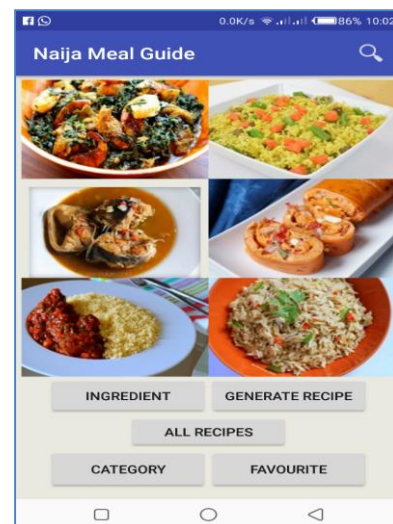 0.0K/s 86% 10:02
Naija Meal Guide
INGREDIENT GENERATE RECIPE
ALL RECIPES
CATEGORY FAVOURITE